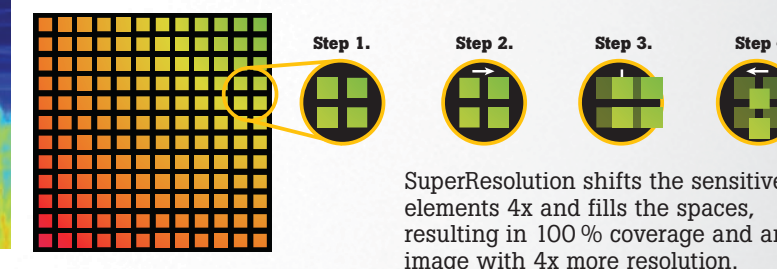 Step 1.
Step 2.
Step 3.
Step
SuperResolution shifts the sensitive
elements 4x and fills the spaces,
resulting in 100 % coverage and an
image with 4x more resolution.